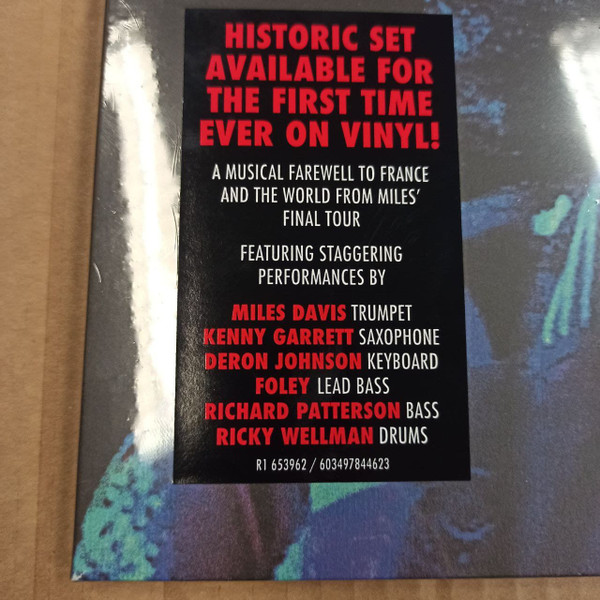 HISTORIC SET
AVAILABLE FOR
THE FIRST TIME
EVER ON VINYL!
A MUSICAL FAREWELL TO FRANCE
AND THE WORLD FROM MILES'
FINAL TOUR
FEATURING STAGGERING
PERFORMANCES BY
MILES DAVIS TRUMPET
KENNY GARRETT SAXOPHONE
DERON JOHNSON KEYBOARD
FOLEY LEAD BASS
RICHARD PATTERSON BASS
RICKY WELLMAN DRUMS
R1 653962 / 603497844623